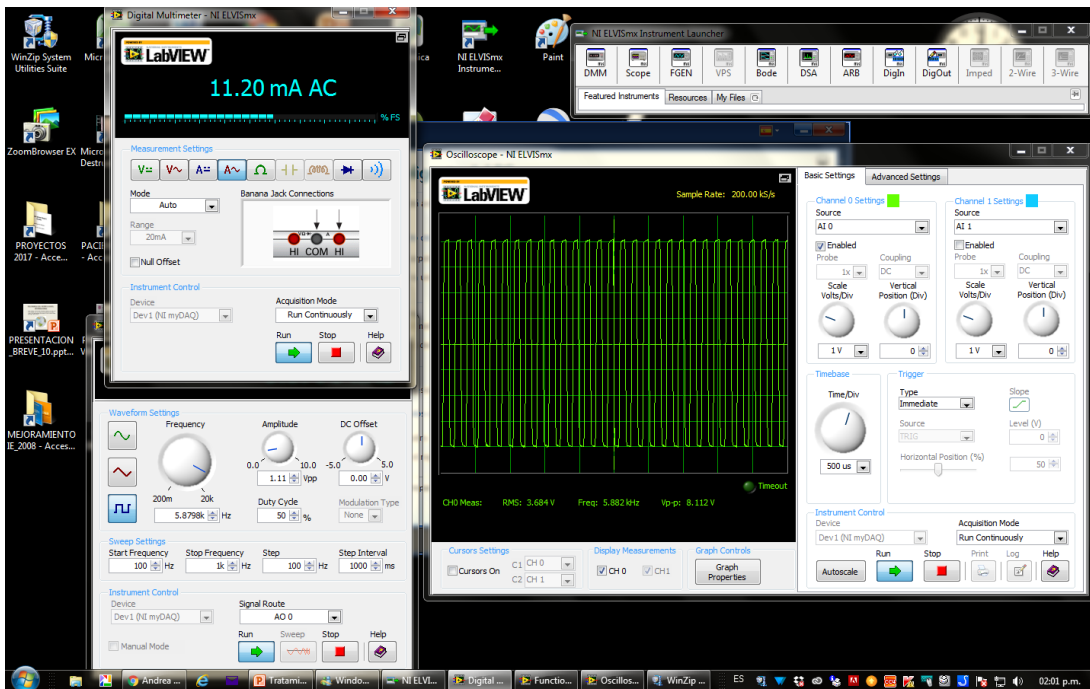 WinZip System
Utilities Suite
ZoomBrowser EX
PROYECTOS
2017 - Acce...
PRESENTACION
_BREVE_10.ppt...
MEJORAMIENTO
IE_2008 - Acces...
NI ELVISmx
Instrume...
Paint
Digital Multimeter - NI ELVISmx
LabVIEW
11.20 mA AC
% FS
Measurement Settings
V= V~ A= A~ Ω
Mode
Auto
Banana Jack Connections
Range
20mA
HI COM HI
Null Offset
Instrument Control
Device
Dev1 (NI myDAQ)
Acquisition Mode
Run Continuously
Run Stop Help
Waveform Settings
Frequency
Amplitude
DC Offset
0.0 10.0 -5.0 5.0
1.11 Vpp
0.00 V
200m 20k
Duty Cycle
Modulation Type
5.8798k Hz
50 %
None
Sweep Settings
Start Frequency Stop Frequency Step Step Interval
100 Hz 1k Hz 100 Hz 1000 ms
Instrument Control
Device
Signal Route
Dev1 (NI myDAQ)
AO 0
Manual Mode
Run Sweep Stop Help
NI ELVISmx Instrument Launcher
DMM Scope FGEN VPS Bode DSA ARB DigIn DigOut Imped 2-Wire 3-Wire
Featured Instruments Resources My Files
Oscilloscope - NI ELVISmx
LabVIEW
Sample Rate: 200.00 kS/s
Timeout
CH0 Meas: RMS: 3.684 V Freq: 5.882 kHz Vp-p: 8.112 V
Cursors Settings
Cursors On
C1 CH 0
C2 CH 1
Display Measurements
CH 0 CH1
Graph Controls
Graph
Properties
Basic Settings Advanced Settings
Channel 0 Settings
Source
AI 0
Enabled
Probe Coupling
1x DC
Scale
Volts/Div
Vertical
Position (Div)
1 V 0
Channel 1 Settings
Source
AI 1
Enabled
Probe Coupling
1x DC
Scale
Volts/Div
Vertical
Position (Div)
1 V 0
Timebase
Time/Div
500 us
Trigger
Type
Immediate
Slope
Source
TRIG
Level (V)
0
Horizontal Position (%)
50
Instrument Control
Device
Dev1 (NI myDAQ)
Acquisition Mode
Run Continuously
Run Stop Print Log Help
Autoscale
Andrea ... Tratami... Windo... NI ELVI... Digital ... Functio... Oscillos... WinZip ... ES 02:01 p.m.